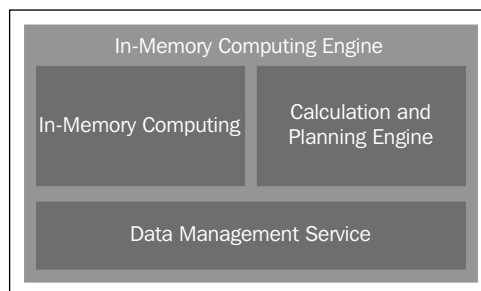 In-Memory Computing Engine
In-Memory Computing
Calculation and
Planning Engine
Data Management Service